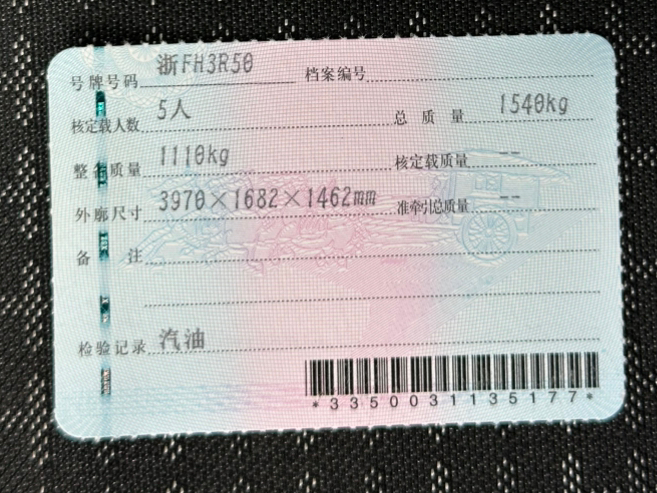 号牌号码 浙FH3R50 档案编号
核定载人数 5人 总质量 1540kg
整备质量 1110kg 核定载质量 --
外廓尺寸 3970×1682×1462mm 准牵引总质量 --
备注
检验记录 汽油
*3350031135177*